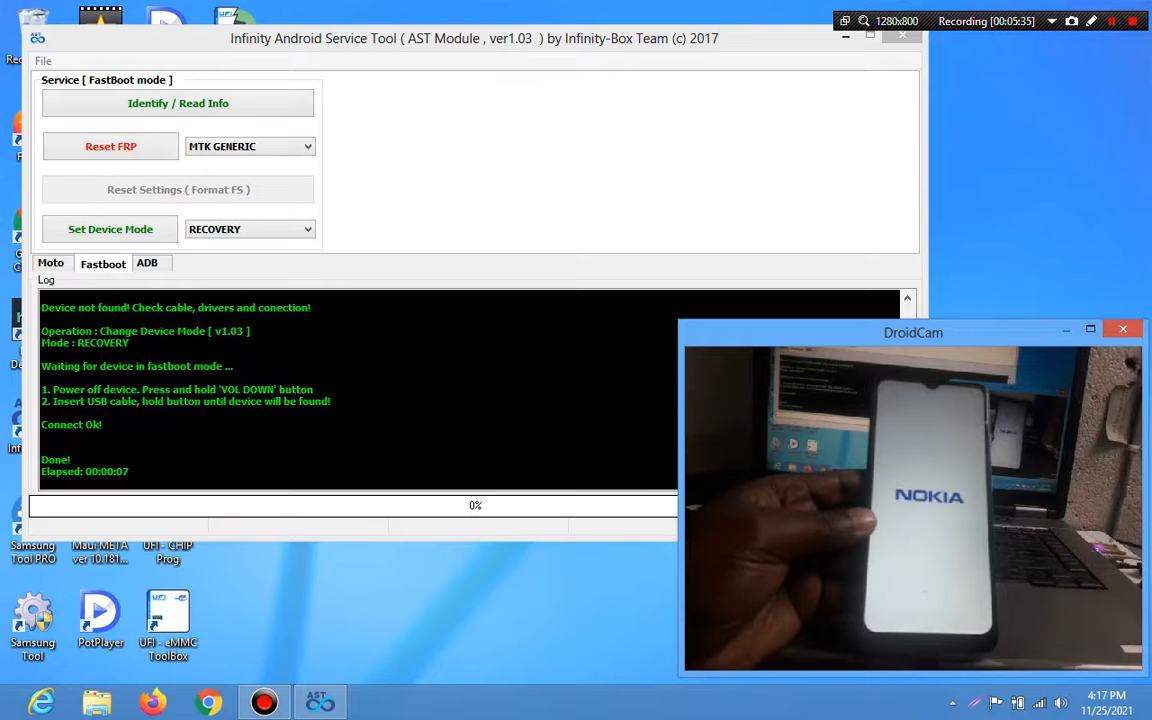 1280x800
Recording [00:05:35]
Infinity Android Service Tool ( AST Module , ver1.03 ) by Infinity-Box Team (c) 2017
File
Service [ FastBoot mode ]
Identify / Read Info
Reset FRP
MTK GENERIC
Reset Settings ( Format FS )
Set Device Mode
RECOVERY
Moto
Fastboot
ADB
Log
Device not found! Check cable, drivers and conection!
Operation : Change Device Mode [ v1.03 ]
Mode : RECOVERY
Waiting for device in fastboot mode ...
1. Power off device. Press and hold 'VOL DOWN' button
2. Insert USB cable, hold button until device will be found!
Connect Ok!
Done!
Elapsed: 00:00:07
0%
DroidCam
NOKIA
Samsung
Tool PRO
Maui META
ver 10.181...
UFI - CHIP
Prog
Samsung
Tool
PotPlayer
UFI
UFI - eMMC
ToolBox
AST
4:17 PM
11/25/2021